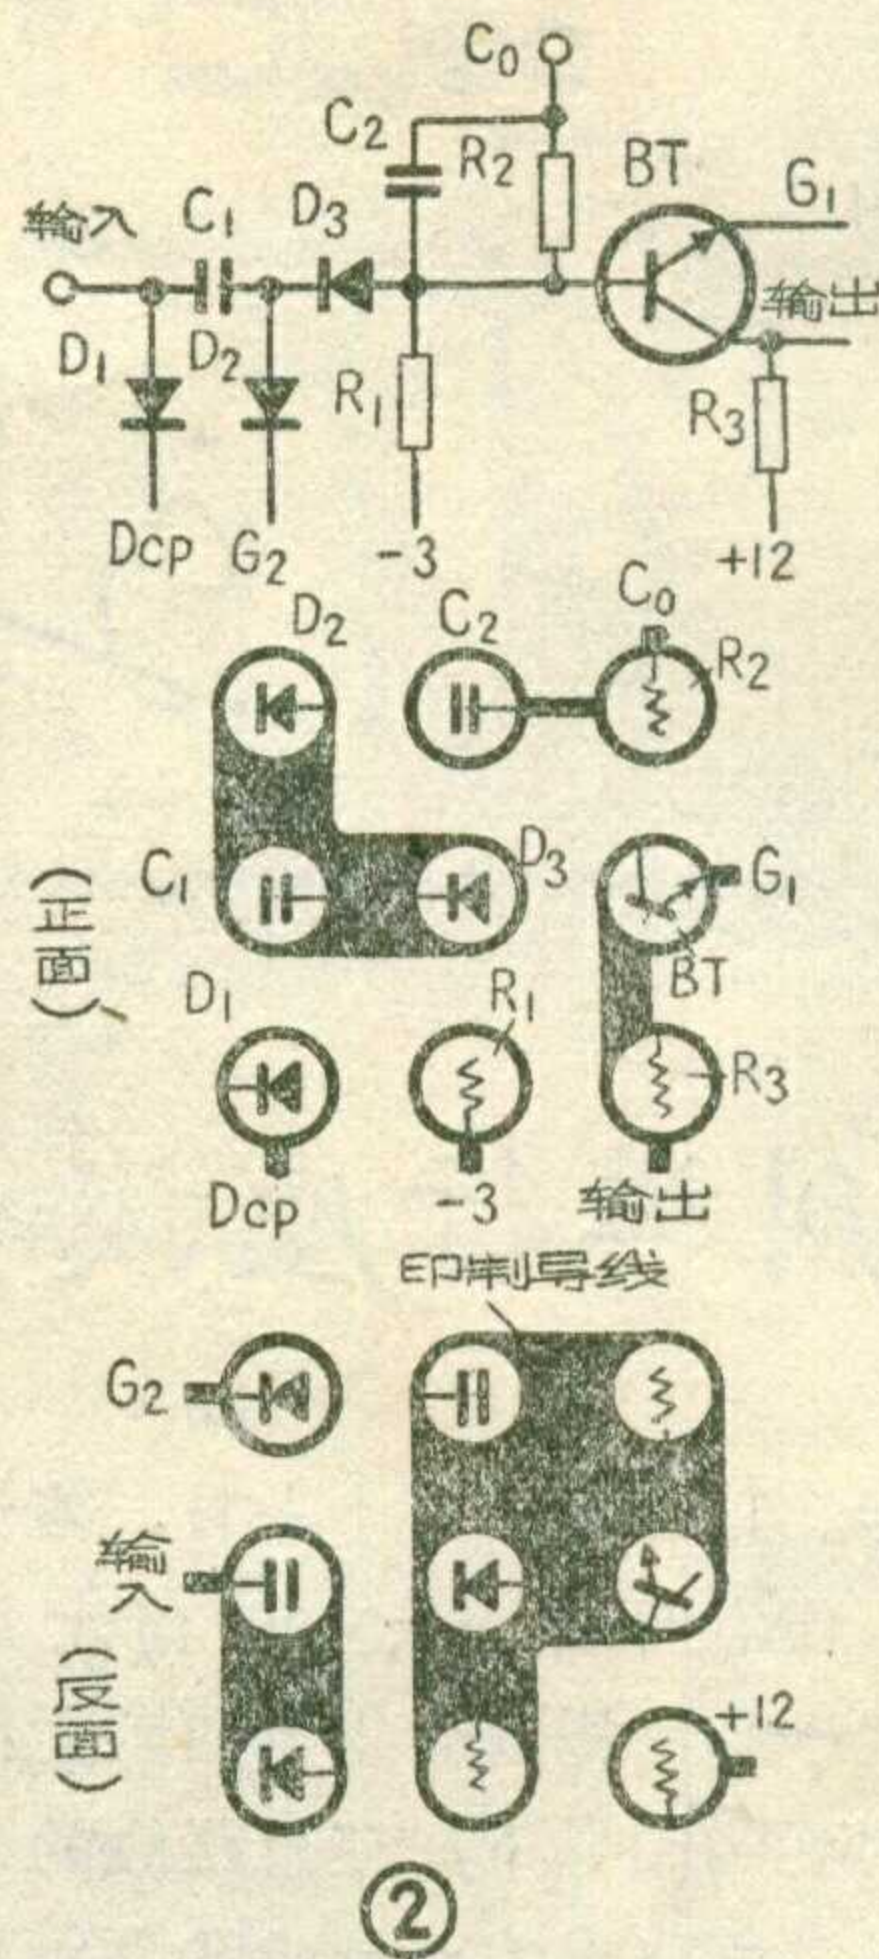 C₀
C₂ R₂ BT G₁
输入 C₁ D₃
输出
D₁ D₂ R₁ R₃
Dcp G₂ -3 +12
D₂ C₂ C₀
R₂
(正面)
C₁ D₃ G₁
BT
D₁ R₁
R₃
Dcp -3 输出
印制导线
G₂
输入
(反面)
+12
②